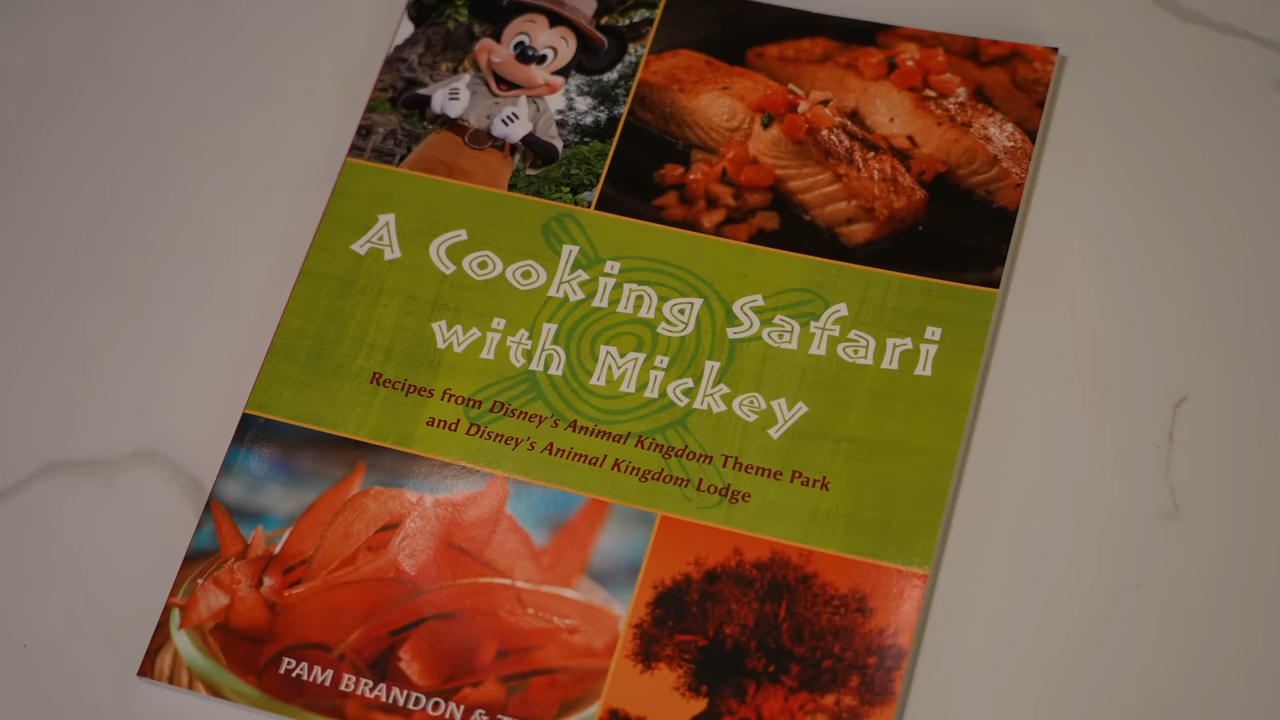 A Cooking Safari
with Mickey
Recipes from Disney's Animal Kingdom Theme Park
and Disney's Animal Kingdom Lodge
PAM BRANDON &